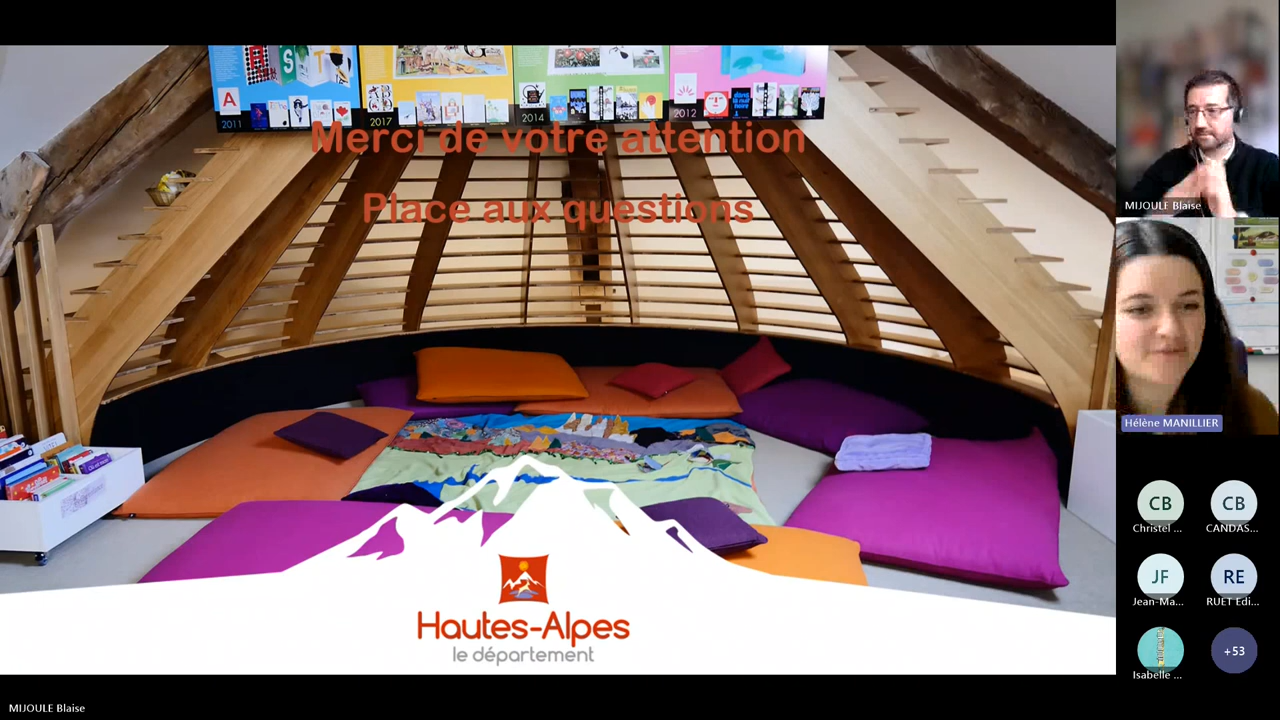 A
2011
2017
2014
2012
Merci de votre attention
Place aux questions
Hautes-Alpes
le département
MIJOULE Blaise
MIJOULE Blaise
Hélène MANILLIER
CB
Christel ...
CB
CANDAS...
JF
Jean-Ma...
RE
RUET Edi...
Isabelle ...
+53